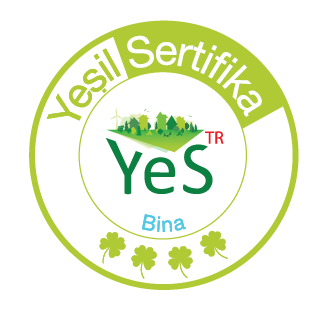 Yeşil Sertifika
YeS TR
Bina